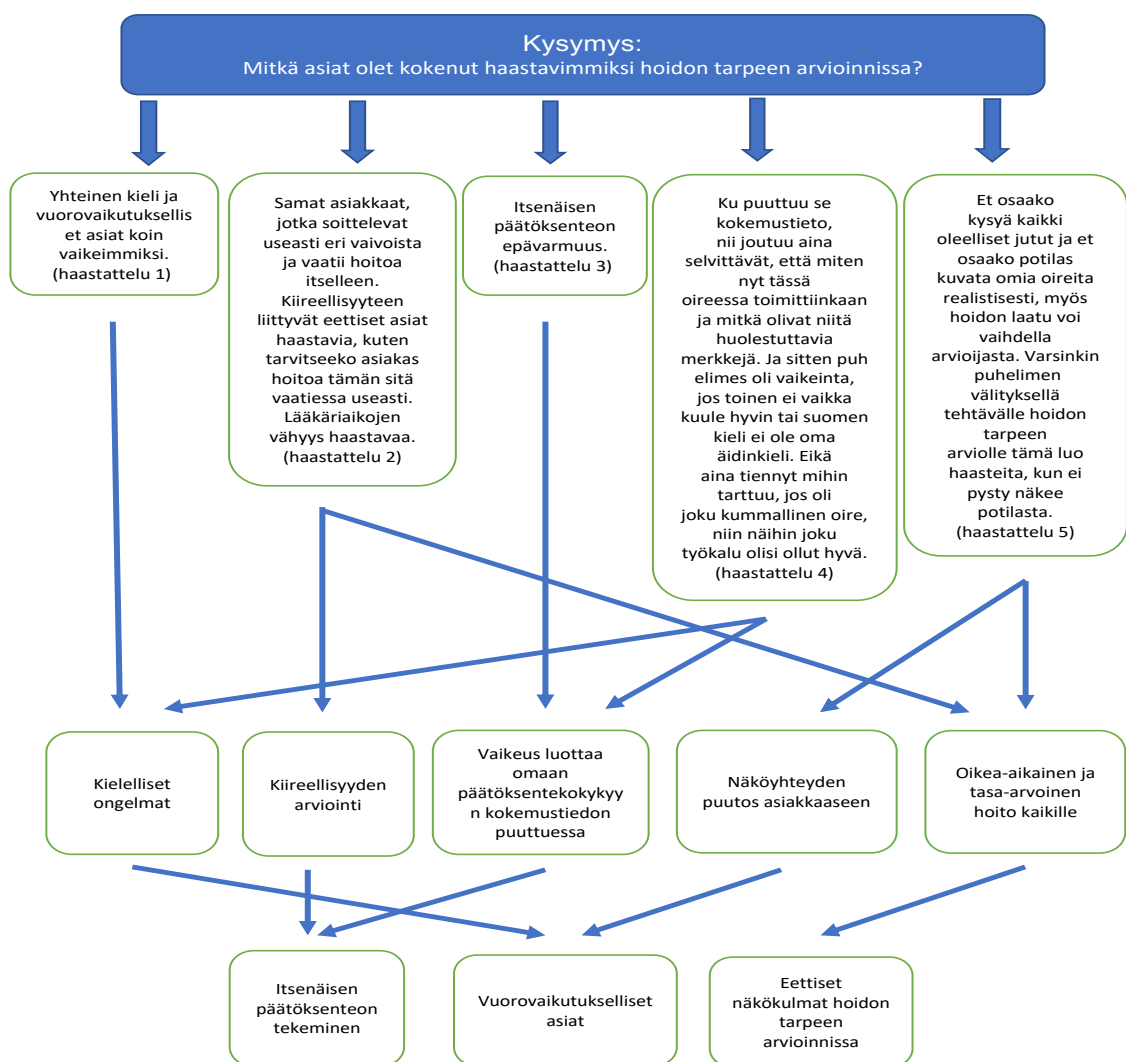 Kysymys:
Mitkä asiat olet kokenut haastavimmiksi hoidon tarpeen arvioinnissa?
Yhteinen kieli ja
vuorovaikutuksellis
et asiat koin
vaikeimmiksi.
(haastattelu 1)
Samat asiakkaat,
jotka soittelevat
useasti eri vaivoista
ja vaatii hoitoa
itselleen.
Kiireellisyyteen
liittyvät eettiset asiat
haastavia, kuten
tarvitseeko asiakas
hoitoa tämän sitä
vaatiessa useasti.
Lääkäriaikojen
vähyys haastavaa.
(haastattelu 2)
Itsenäisen
päätöksenteon
epävarmuus.
(haastattelu 3)
Ku puuttuu se
kokemustieto,
nii joutuu aina
selvittävät, että miten
nyt tässä
oireessa toimittiinkaan
ja mitkä olivat niitä
huolestuttavia
merkkejä. Ja sitten puh
elimes oli vaikeinta,
jos toinen ei vaikka
kuule hyvin tai suomen
kieli ei ole oma
äidinkieli. Eikä
aina tiennyt mihin
tarttuu, jos oli
joku kummallinen oire,
niin näihin joku
työkalu olisi ollut hyvä.
(haastattelu 4)
Et osaako
kysyä kaikki
oleelliset jutut ja et
osaako potilas
kuvata omia oireita
realistisesti, myös
hoidon laatu voi
vaihdella
arvioijasta. Varsinkin
puhelimen
välityksellä
tehtävälle hoidon
tarpeen
arviolle tämä luo
haasteita, kun ei
pysty näkee
potilasta.
(haastattelu 5)
Kielelliset
ongelmat
Kiireellisyyden
arviointi
Vaikeus luottaa
omaan
päätöksentekokykyy
n kokemustiedon
puuttuessa
Näköyhteyden
puutos asiakkaaseen
Oikea-aikainen ja
tasa-arvoinen
hoito kaikille
Itsenäisen
päätöksenteon
tekeminen
Vuorovaikutukselliset
asiat
Eettiset
näkökulmat hoidon
tarpeen
arvioinnissa